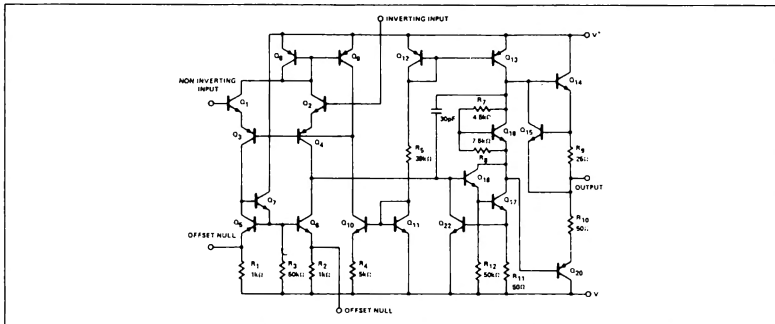 INVERTING INPUT
V+
Q8
Q9
Q12
Q13
Q14
NON INVERTING
INPUT
Q1
Q2
R7
4.8kΩ
30pF
Q16
Q15
Q3
Q4
7.6kΩ
R8
R9
25Ω
R5
39kΩ
Q18
OUTPUT
Q7
Q17
Q5
Q6
Q10
Q11
Q22
R10
50Ω
OFFSET NULL
Q20
R1
1kΩ
R3
50kΩ
R2
1kΩ
R4
5kΩ
R12
50kΩ
R11
50Ω
V
OFFSET NULL